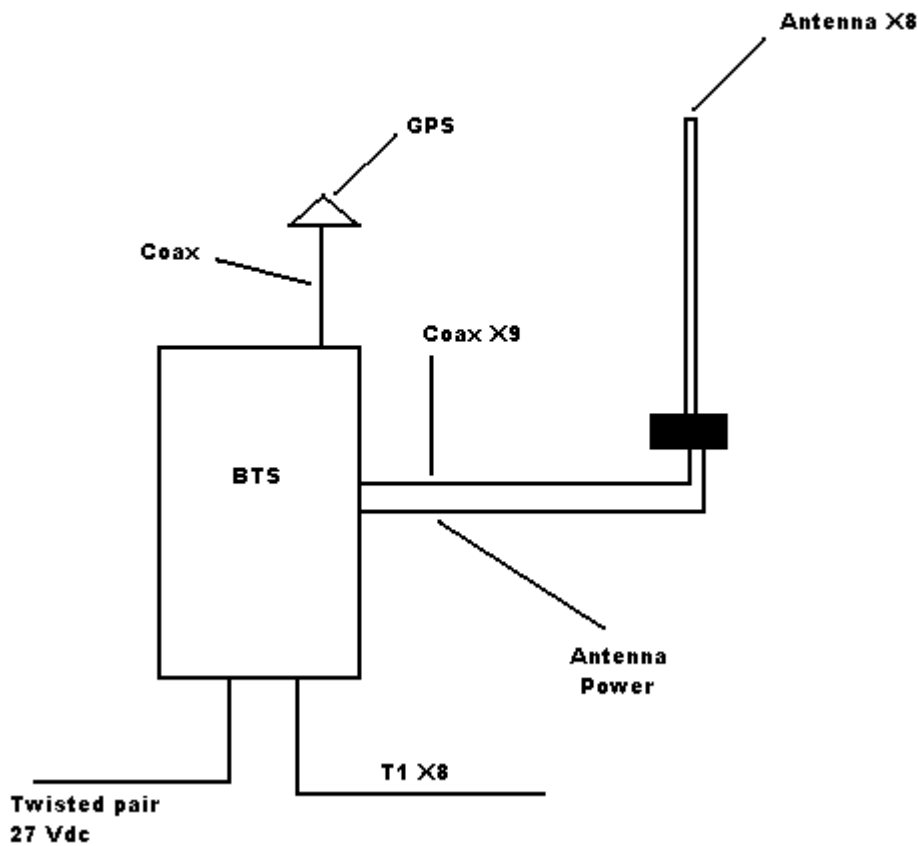 Antenna X8
GPS
Coax
Coax X9
BTS
Antenna
Power
T1 X8
Twisted pair
27 Vdc